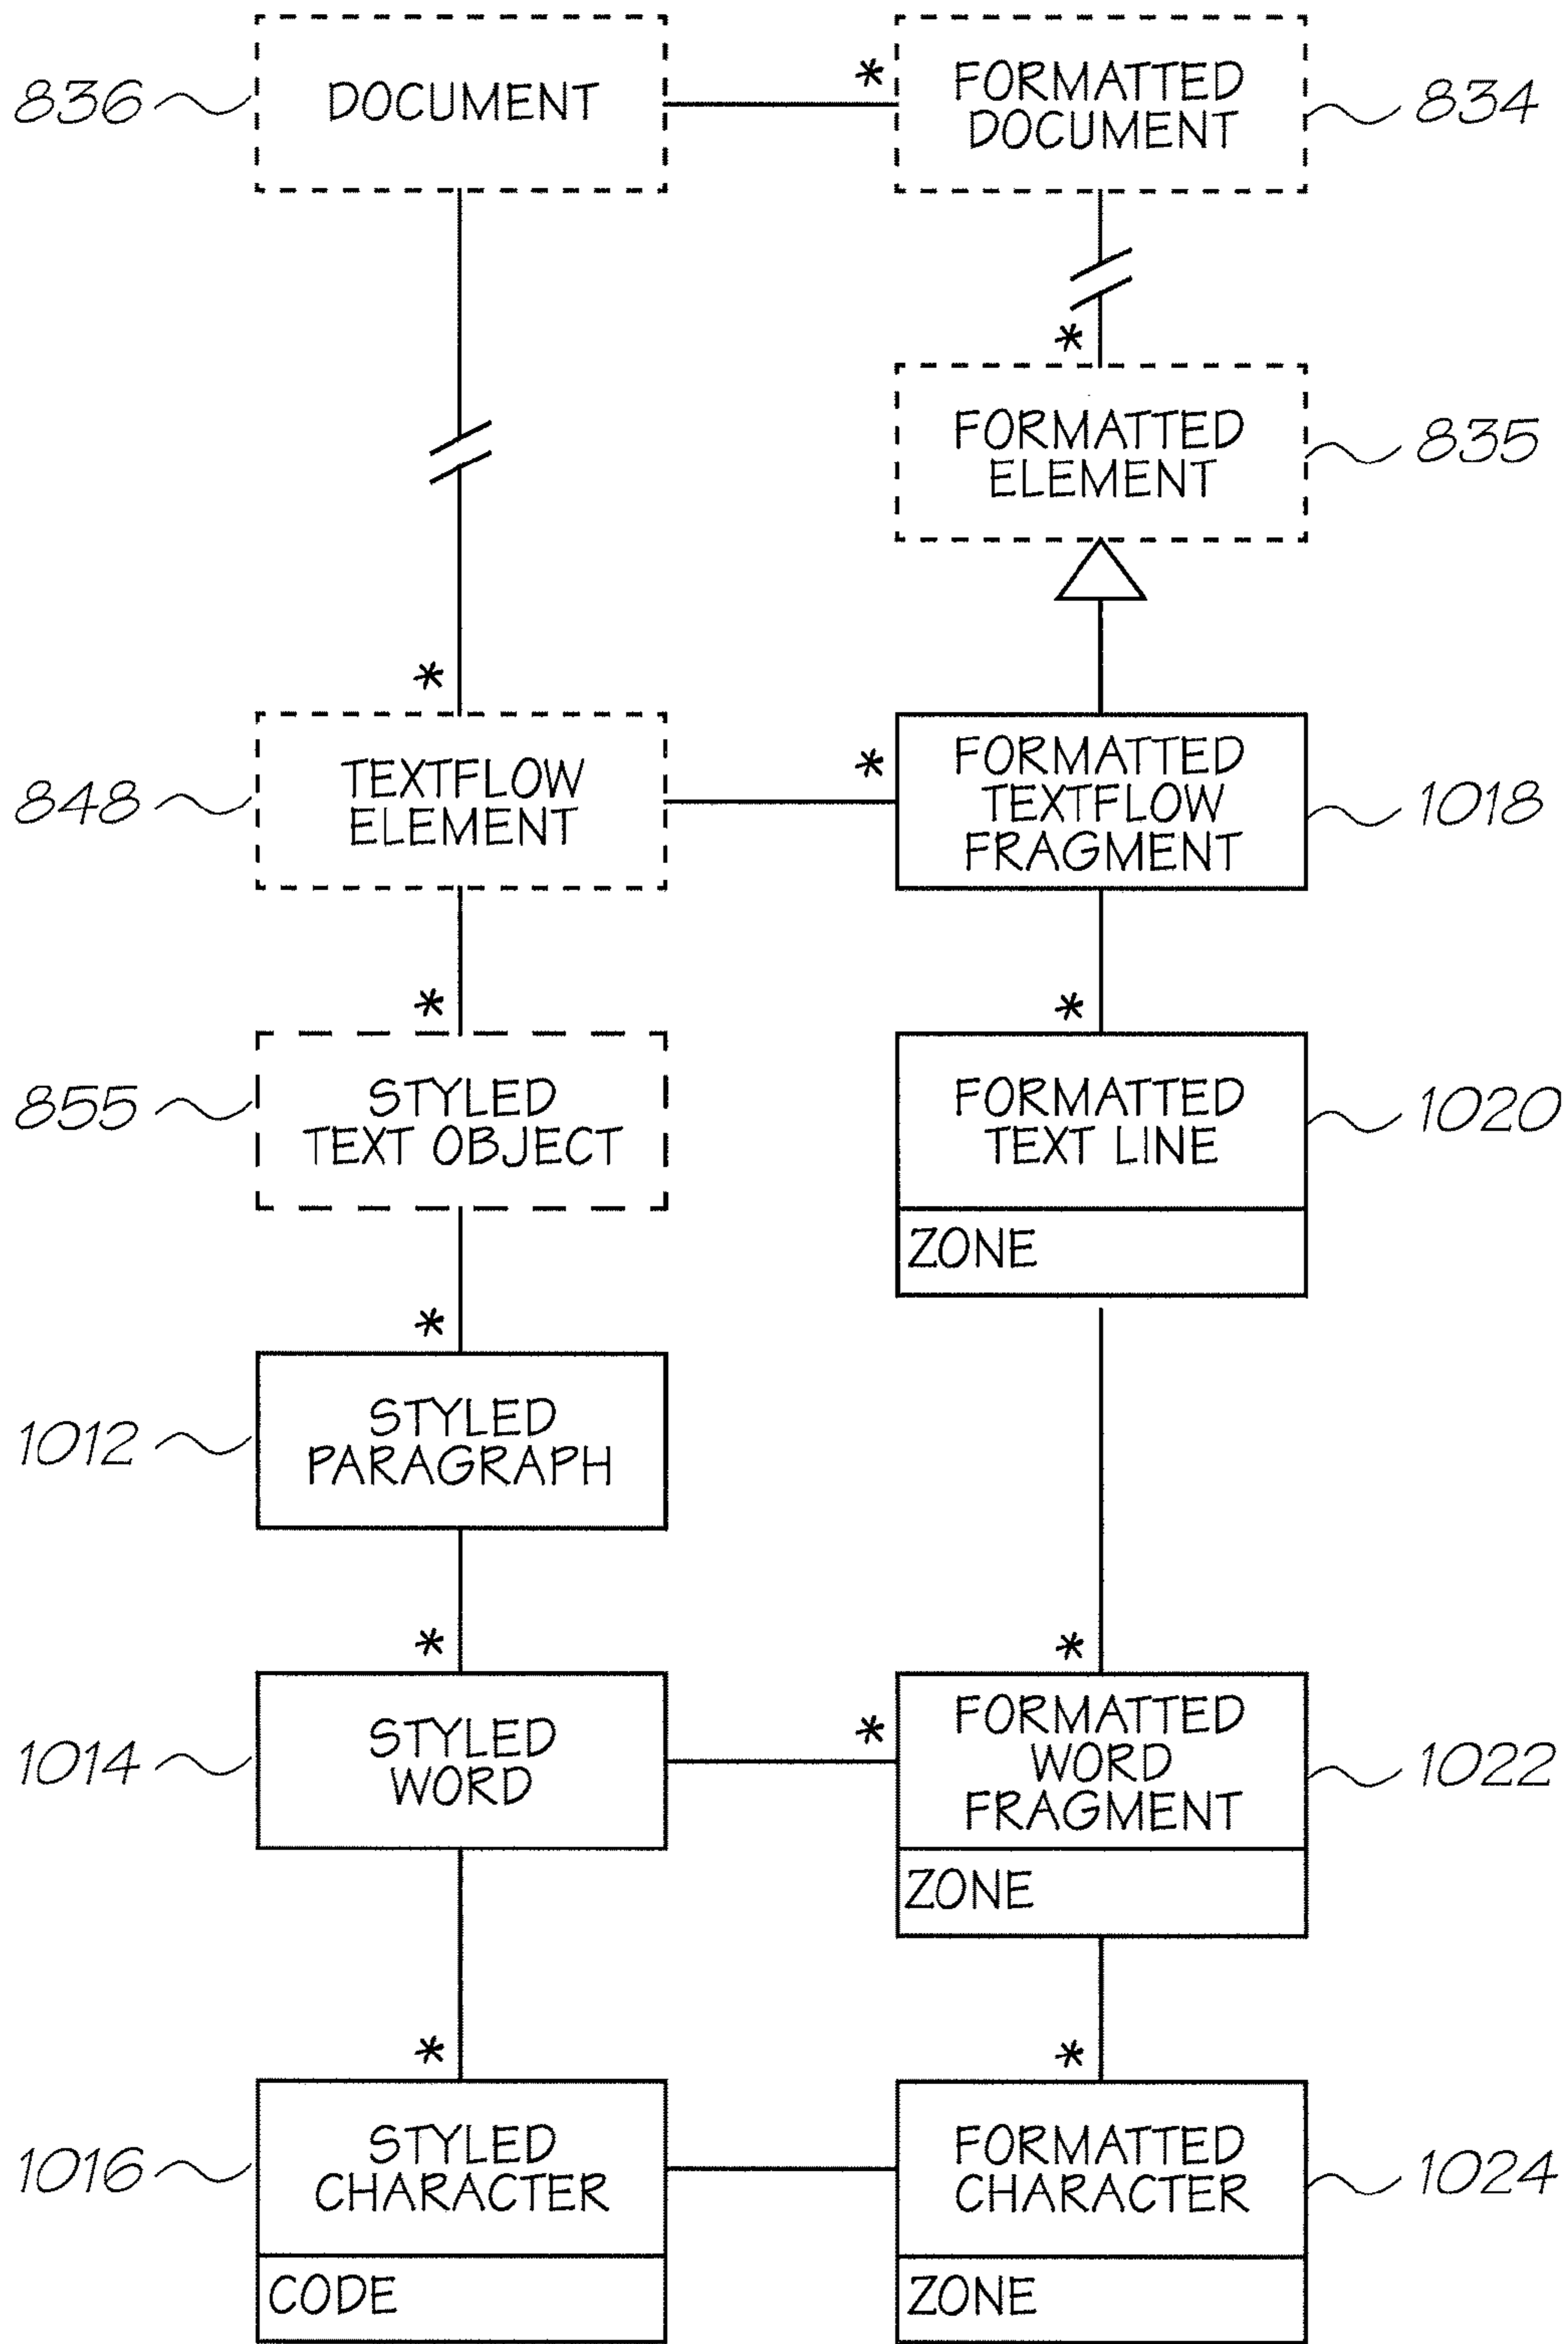 836
DOCUMENT
*
FORMATTED
DOCUMENT
834
*
FORMATTED
ELEMENT
835
*
848
TEXTFLOW
ELEMENT
*
FORMATTED
TEXTFLOW
FRAGMENT
1018
*
*
855
STYLED
TEXT OBJECT
FORMATTED
TEXT LINE
ZONE
1020
*
1012
STYLED
PARAGRAPH
*
*
1014
STYLED
WORD
*
FORMATTED
WORD
FRAGMENT
ZONE
1022
*
*
1016
STYLED
CHARACTER
CODE
FORMATTED
CHARACTER
ZONE
1024